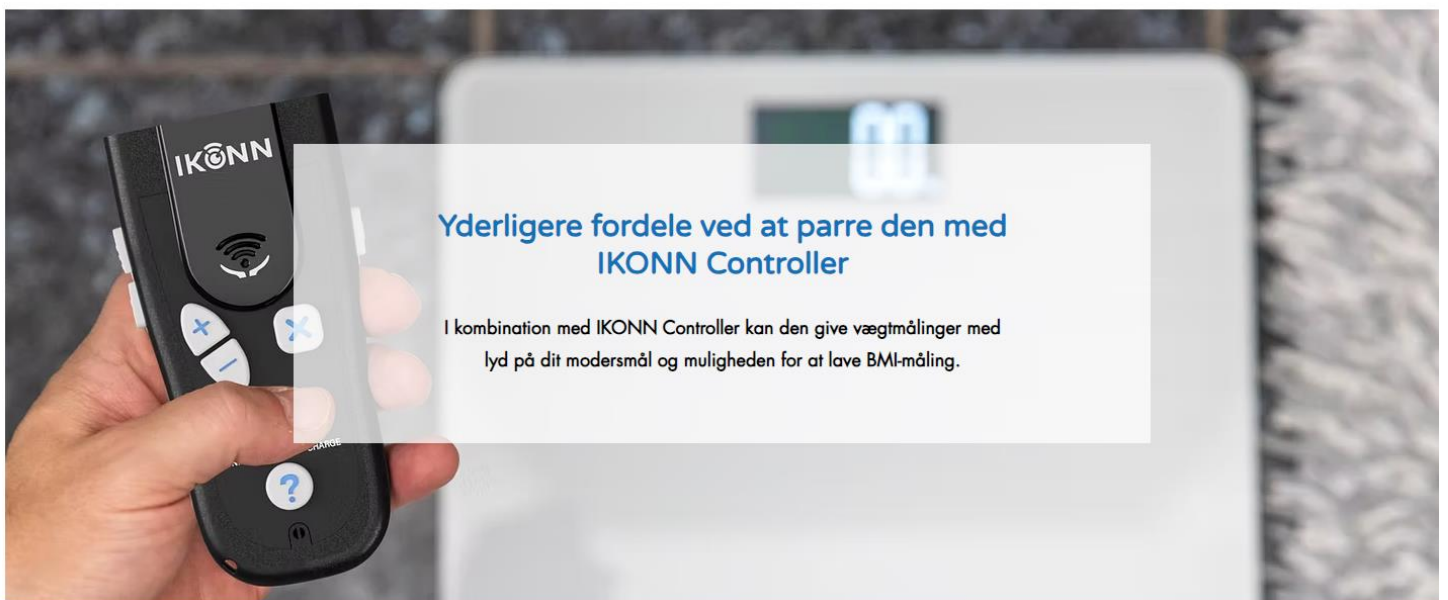 IKONN
Yderligere fordele ved at parre den med
IKONN Controller
I kombination med IKONN Controller kan den give vægtmålinger med
lyd på dit modersmål og muligheden for at lave BMI-måling.
CHARGE
?